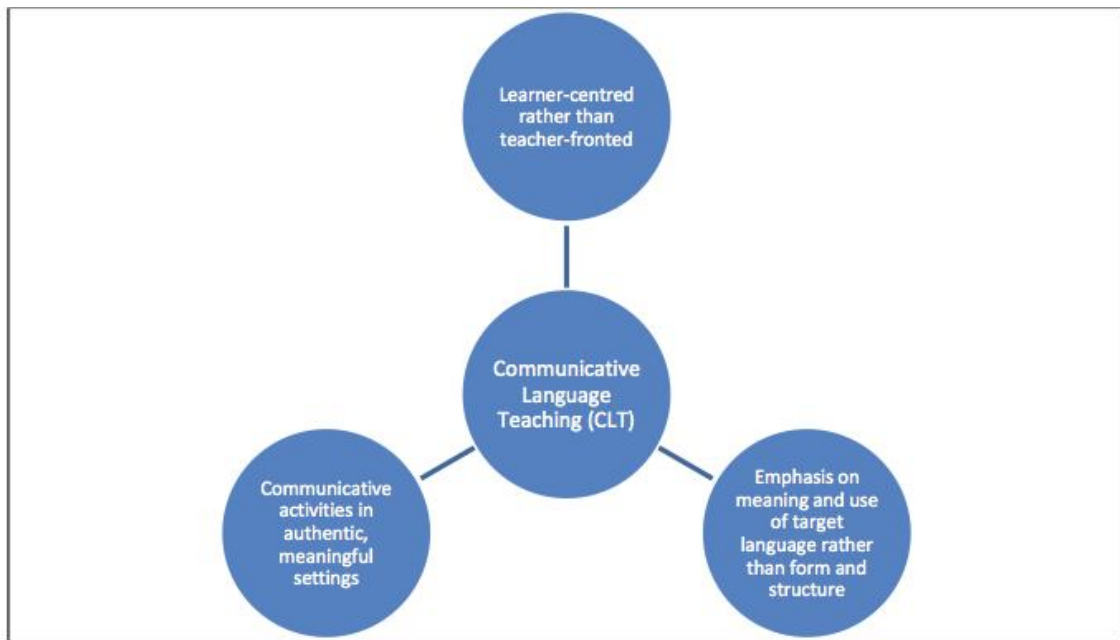 Learner-centred
rather than
teacher-fronted
Communicative
Language
Teaching (CLT)
Communicative
activities in
authentic,
meaningful
settings
Emphasis on
meaning and use
of target
language rather
than form and
structure